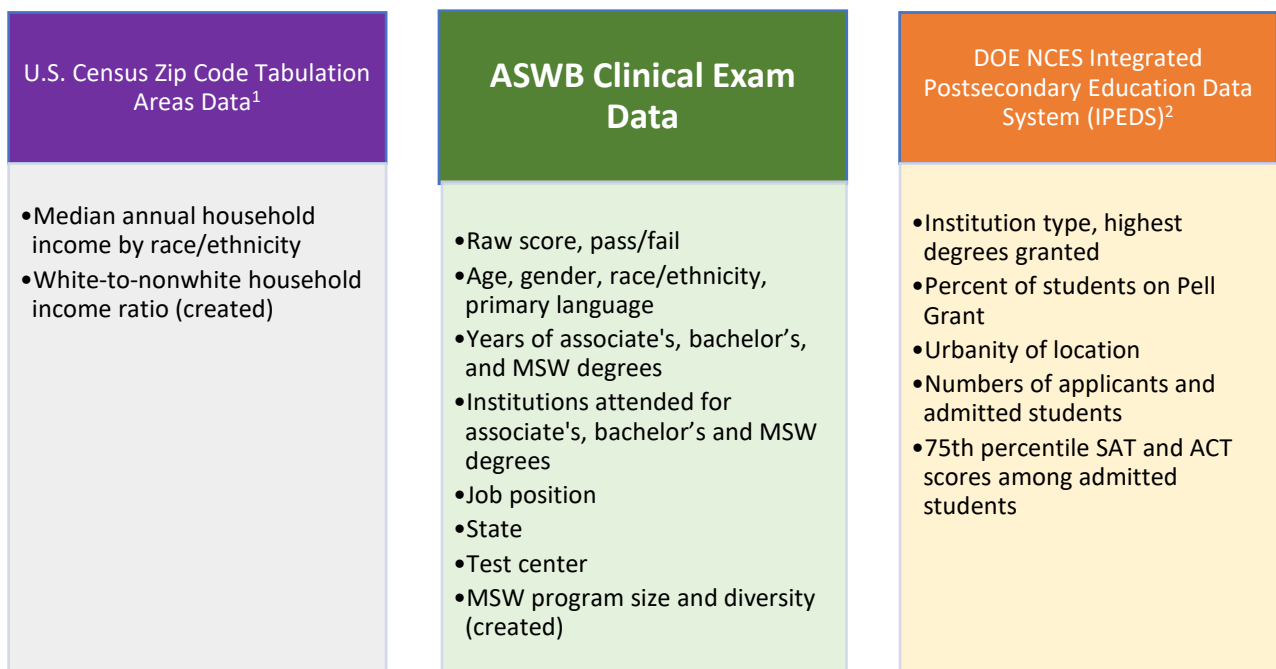 U.S. Census Zip Code Tabulation
Areas Data1
•Median annual household
income by race/ethnicity
•White-to-nonwhite household
income ratio (created)
ASWB Clinical Exam
Data
•Raw score, pass/fail
•Age, gender, race/ethnicity,
primary language
•Years of associate's, bachelor’s,
and MSW degrees
•Institutions attended for
associate's, bachelor’s and MSW
degrees
•Job position
•State
•Test center
•MSW program size and diversity
(created)
DOE NCES Integrated
Postsecondary Education Data
System (IPEDS)2
•Institution type, highest
degrees granted
•Percent of students on Pell
Grant
•Urbanity of location
•Numbers of applicants and
admitted students
•75th percentile SAT and ACT
scores among admitted
students